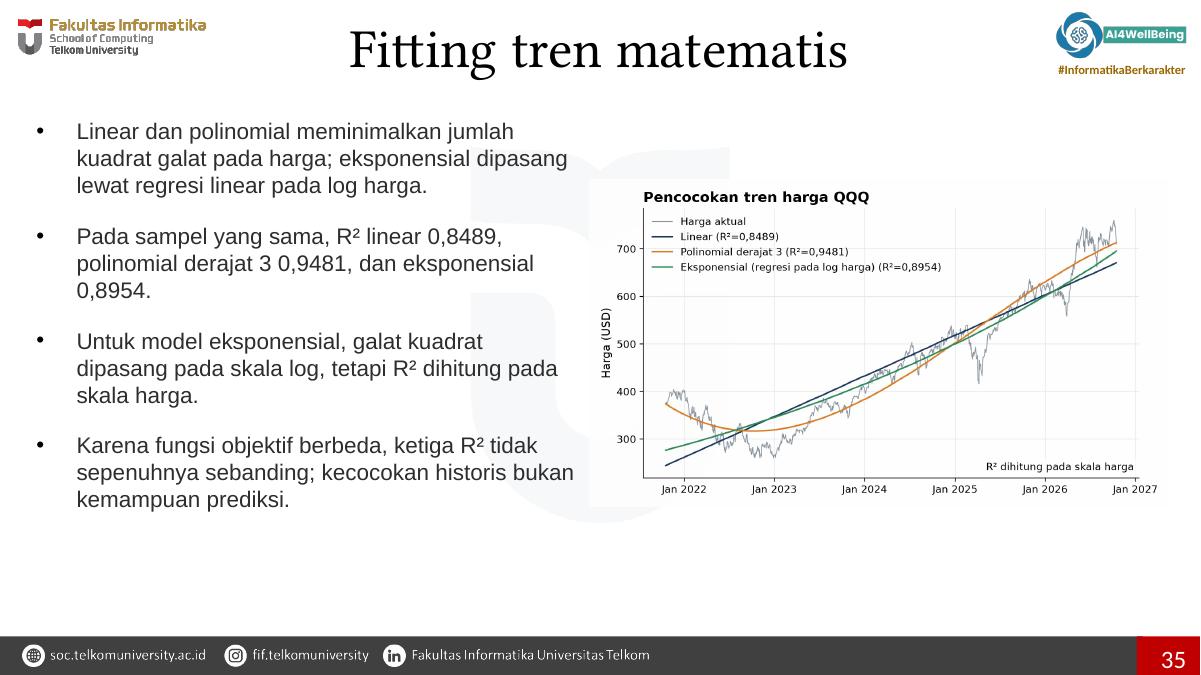 Fakultas Informatika
School of Computing
Telkom University
Fitting tren matematis
AI4WellBeing
#InformatikaBerkarakter
• Linear dan polinomial meminimalkan jumlah
kuadrat galat pada harga; eksponensial dipasang
lewat regresi linear pada log harga.
• Pada sampel yang sama, R² linear 0,8489,
polinomial derajat 3 0,9481, dan eksponensial
0,8954.
• Untuk model eksponensial, galat kuadrat
dipasang pada skala log, tetapi R² dihitung pada
skala harga.
• Karena fungsi objektif berbeda, ketiga R² tidak
sepenuhnya sebanding; kecocokan historis bukan
kemampuan prediksi.
Pencocokan tren harga QQQ
Harga aktual
Linear (R²=0,8489)
Polinomial derajat 3 (R²=0,9481)
Eksponensial (regresi pada log harga) (R²=0,8954)
Harga (USD)
700
600
500
400
300
R² dihitung pada skala harga
Jan 2022 Jan 2023 Jan 2024 Jan 2025 Jan 2026 Jan 2027
soc.telkomuniversity.ac.id fif.telkomuniversity Fakultas Informatika Universitas Telkom
35